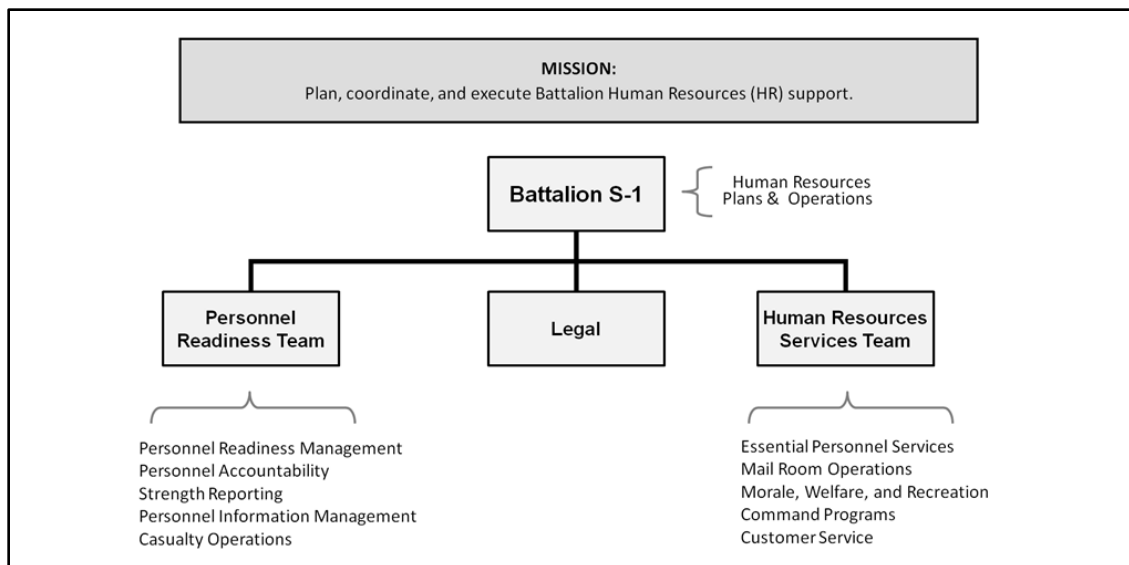 MISSION:
Plan, coordinate, and execute Battalion Human Resources (HR) support.
Battalion S-1
Human Resources
Plans & Operations
Personnel
Readiness Team
Legal
Human Resources
Services Team
Personnel Readiness Management
Personnel Accountability
Strength Reporting
Personnel Information Management
Casualty Operations
Essential Personnel Services
Mail Room Operations
Morale, Welfare, and Recreation
Command Programs
Customer Service